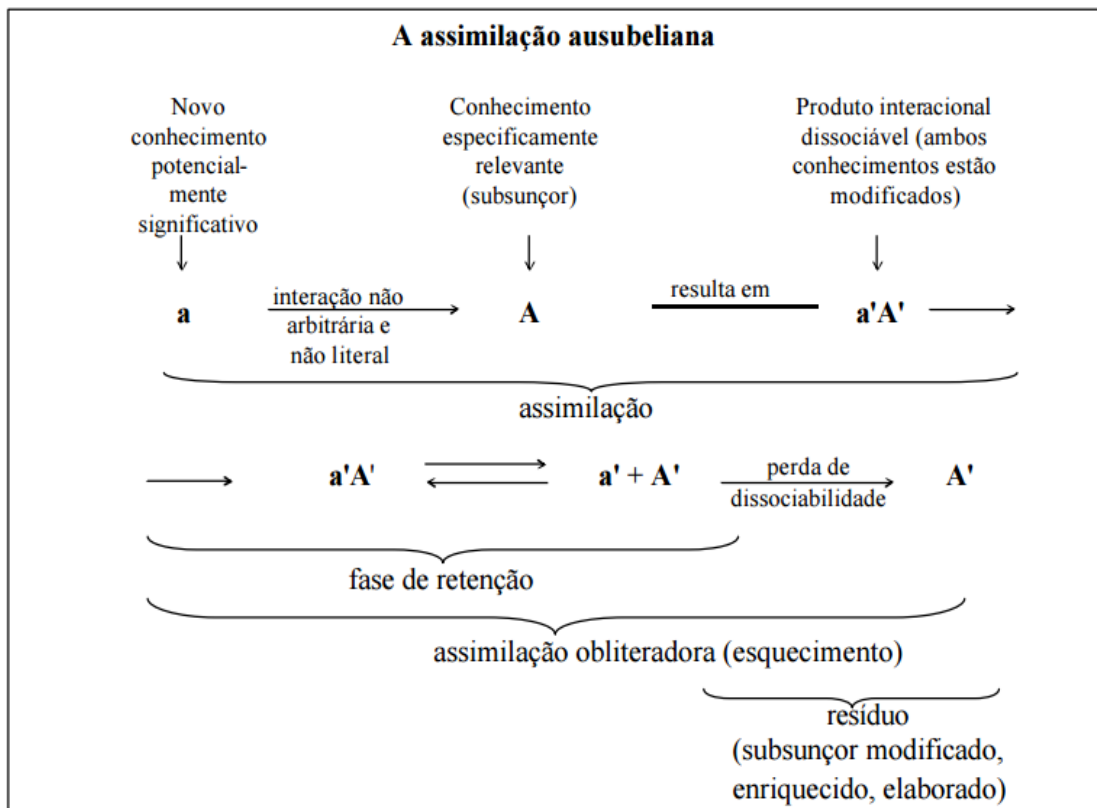 A assimilação ausubeliana
Novo
conhecimento
potencial-
mente
significativo
Conhecimento
especificamente
relevante
(subsunçor)
Produto interacional
dissociável (ambos
conhecimentos estão
modificados)
a
interação não
arbitrária e
não literal
A
resulta em
a'A'
assimilação
a'A'
a' + A'
perda de
dissociabilidade
A'
fase de retenção
assimilação obliteradora (esquecimento)
resíduo
(subsunçor modificado,
enriquecido, elaborado)